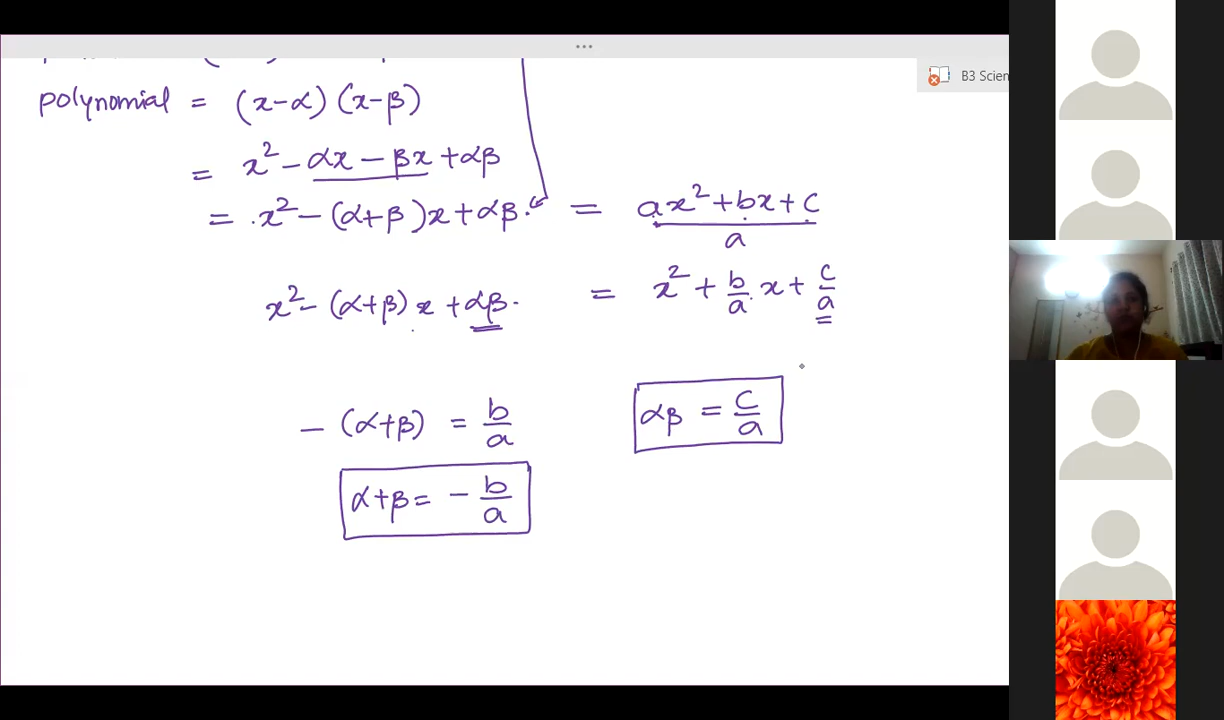 polynomial = (x-α) (x-β)
= x² - αx - βx + αβ
= x² - (α+β)x + αβ. = ax²+bx+c / a
x² - (α+β) x + αβ. = x² + b/a x + c/a
- (α+β) = b/a αβ = c/a
α+β = - b/a
B3 Scien